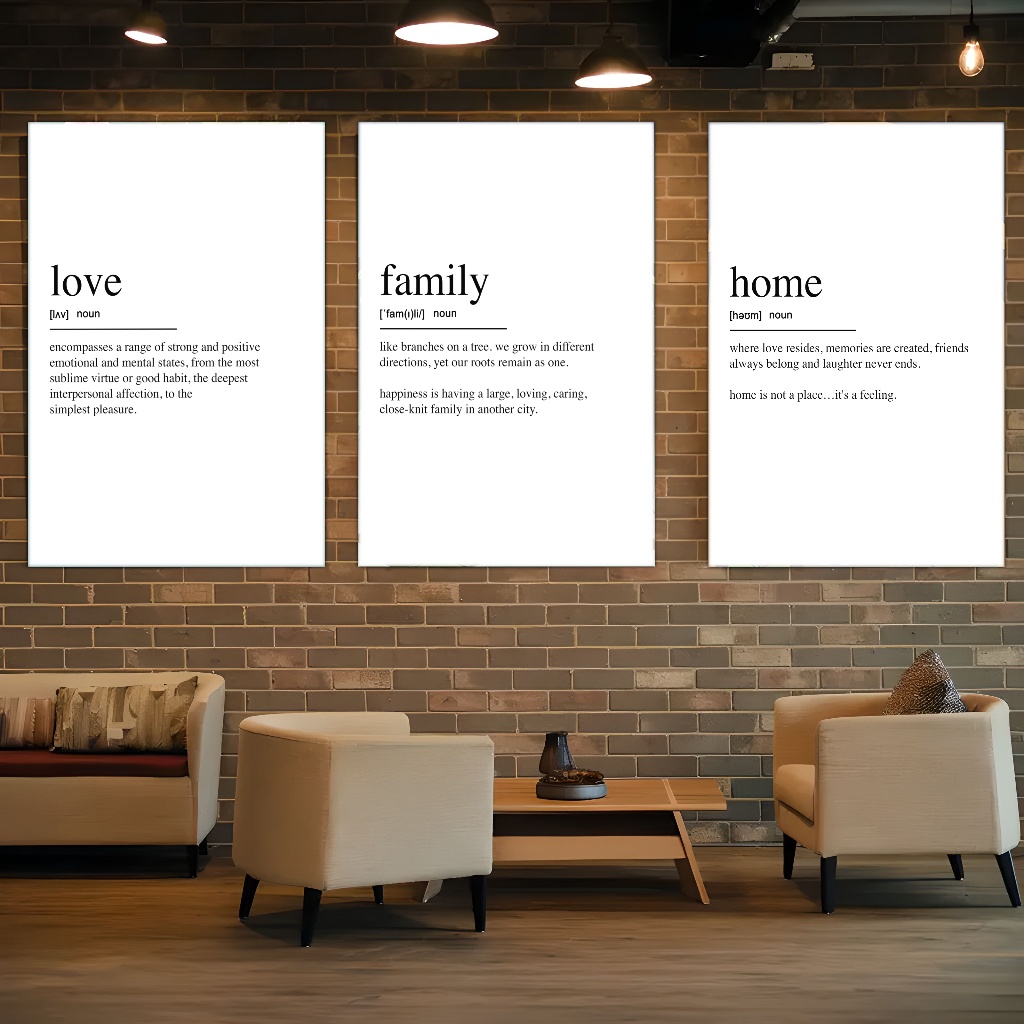 love
[lʌv] noun
encompasses a range of strong and positive
emotional and mental states, from the most
sublime virtue or good habit, the deepest
interpersonal affection, to the
simplest pleasure.
family
[ˈfam(ɪ)li/] noun
like branches on a tree. we grow in different
directions, yet our roots remain as one.
happiness is having a large, loving, caring,
close-knit family in another city.
home
[həʊm] noun
where love resides, memories are created, friends
always belong and laughter never ends.
home is not a place…it's a feeling.